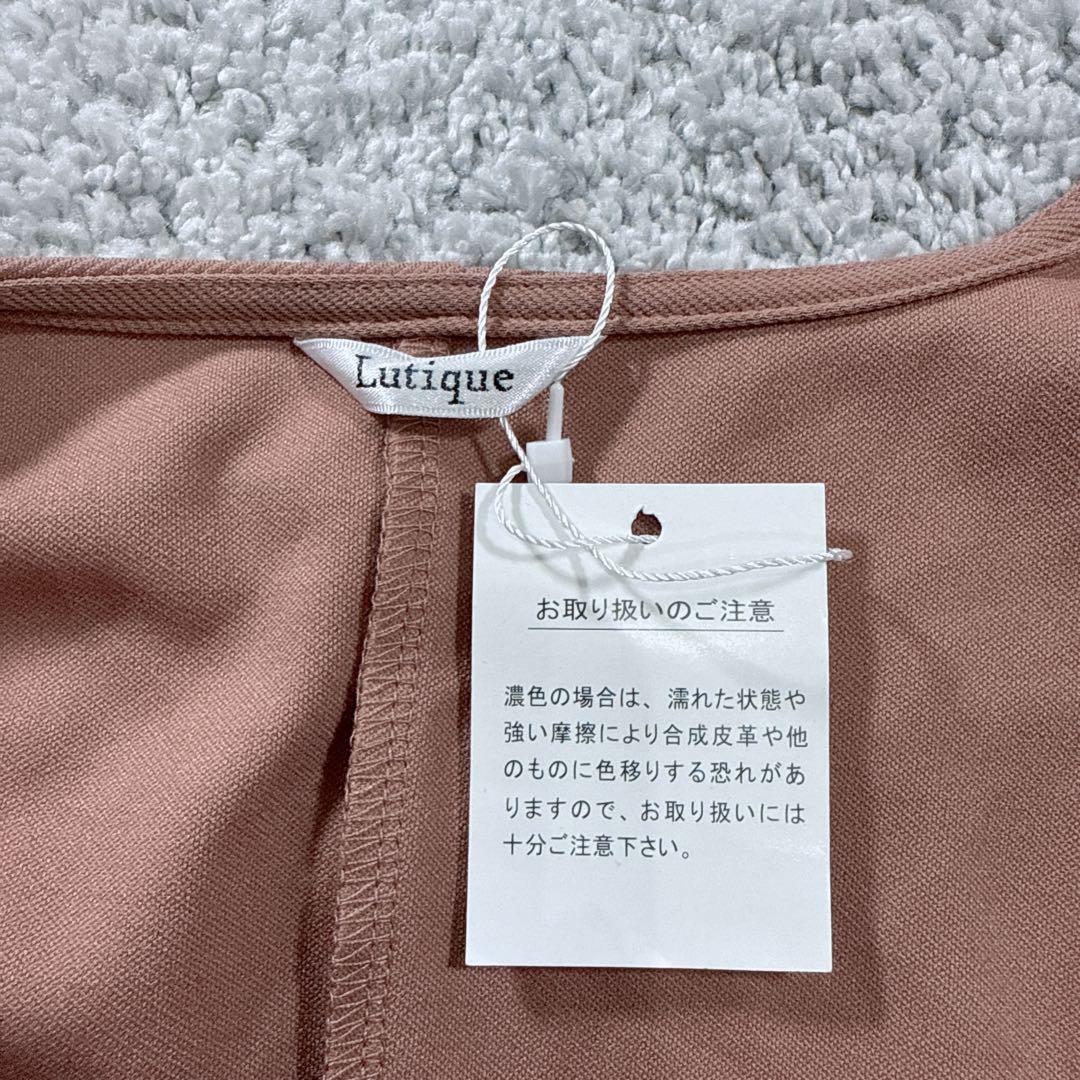 Lutique
お取り扱いのご注意
濃色の場合は、濡れた状態や
強い摩擦により合成皮革や他
のものに色移りする恐れがあ
りますので、お取り扱いには
十分ご注意下さい。